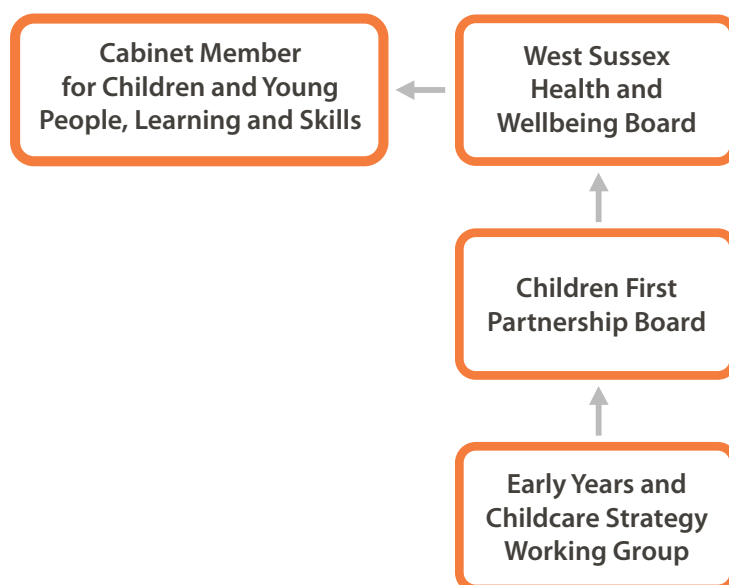 Cabinet Member
for Children and Young
People, Learning and Skills
West Sussex
Health and
Wellbeing Board
Children First
Partnership Board
Early Years and
Childcare Strategy
Working Group